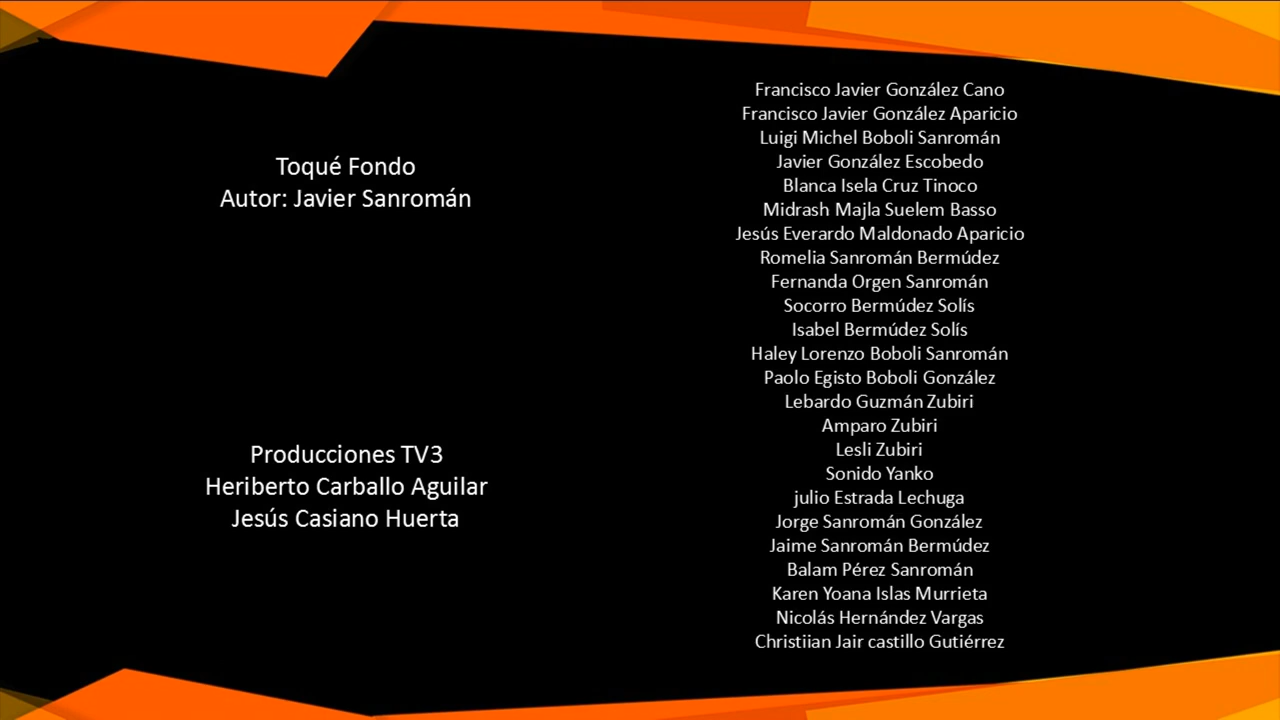 Toqué Fondo
Autor: Javier Sanromán
Producciones TV3
Heriberto Carballo Aguilar
Jesús Casiano Huerta
Francisco Javier González Cano
Francisco Javier González Aparicio
Luigi Michel Boboli Sanromán
Javier González Escobedo
Blanca Isela Cruz Tinoco
Midrash Majla Suelem Basso
Jesús Everardo Maldonado Aparicio
Romelia Sanromán Bermúdez
Fernanda Orgen Sanromán
Socorro Bermúdez Solís
Isabel Bermúdez Solís
Haley Lorenzo Boboli Sanromán
Paolo Egisto Boboli González
Lebardo Guzmán Zubiri
Amparo Zubiri
Lesli Zubiri
Sonido Yanko
julio Estrada Lechuga
Jorge Sanromán González
Jaime Sanromán Bermúdez
Balam Pérez Sanromán
Karen Yoana Islas Murrieta
Nicolás Hernández Vargas
Christiian Jair castillo Gutiérrez